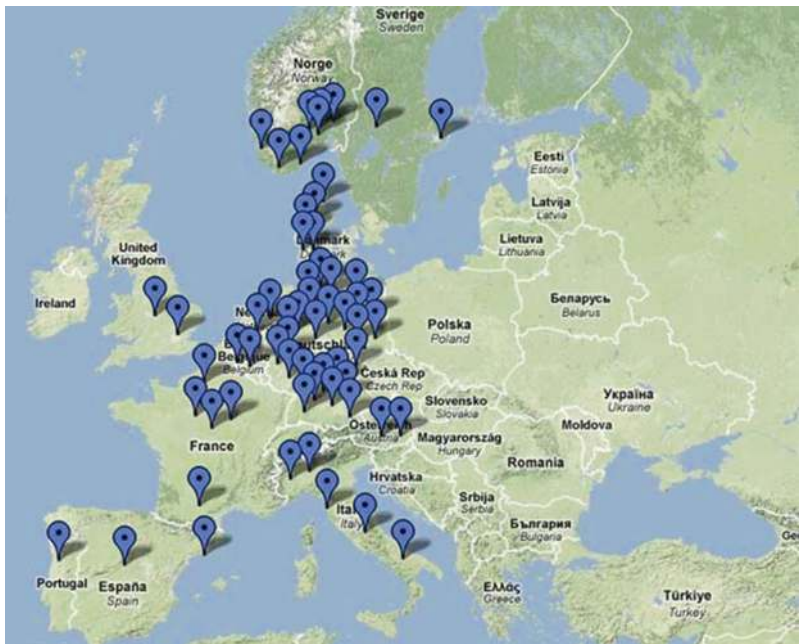 Sverige
Sweden
Norge
Norway
Eesti
Estonia
Latvija
Latvia
United
Kingdom
Lietuva
Lithuania
Ireland
Беларусь
Belarus
Polska
Poland
Belgium
Česká Rep
Czech Rep
Україна
Ukraine
Slovensko
Slovakia
Moldova
Austria
Magyarország
Hungary
France
Romania
Hrvatska
Croatia
Srbija
Serbia
Italy
България
Bulgaria
Portugal
España
Spain
Ελλάς
Greece
Türkiye
Turkey